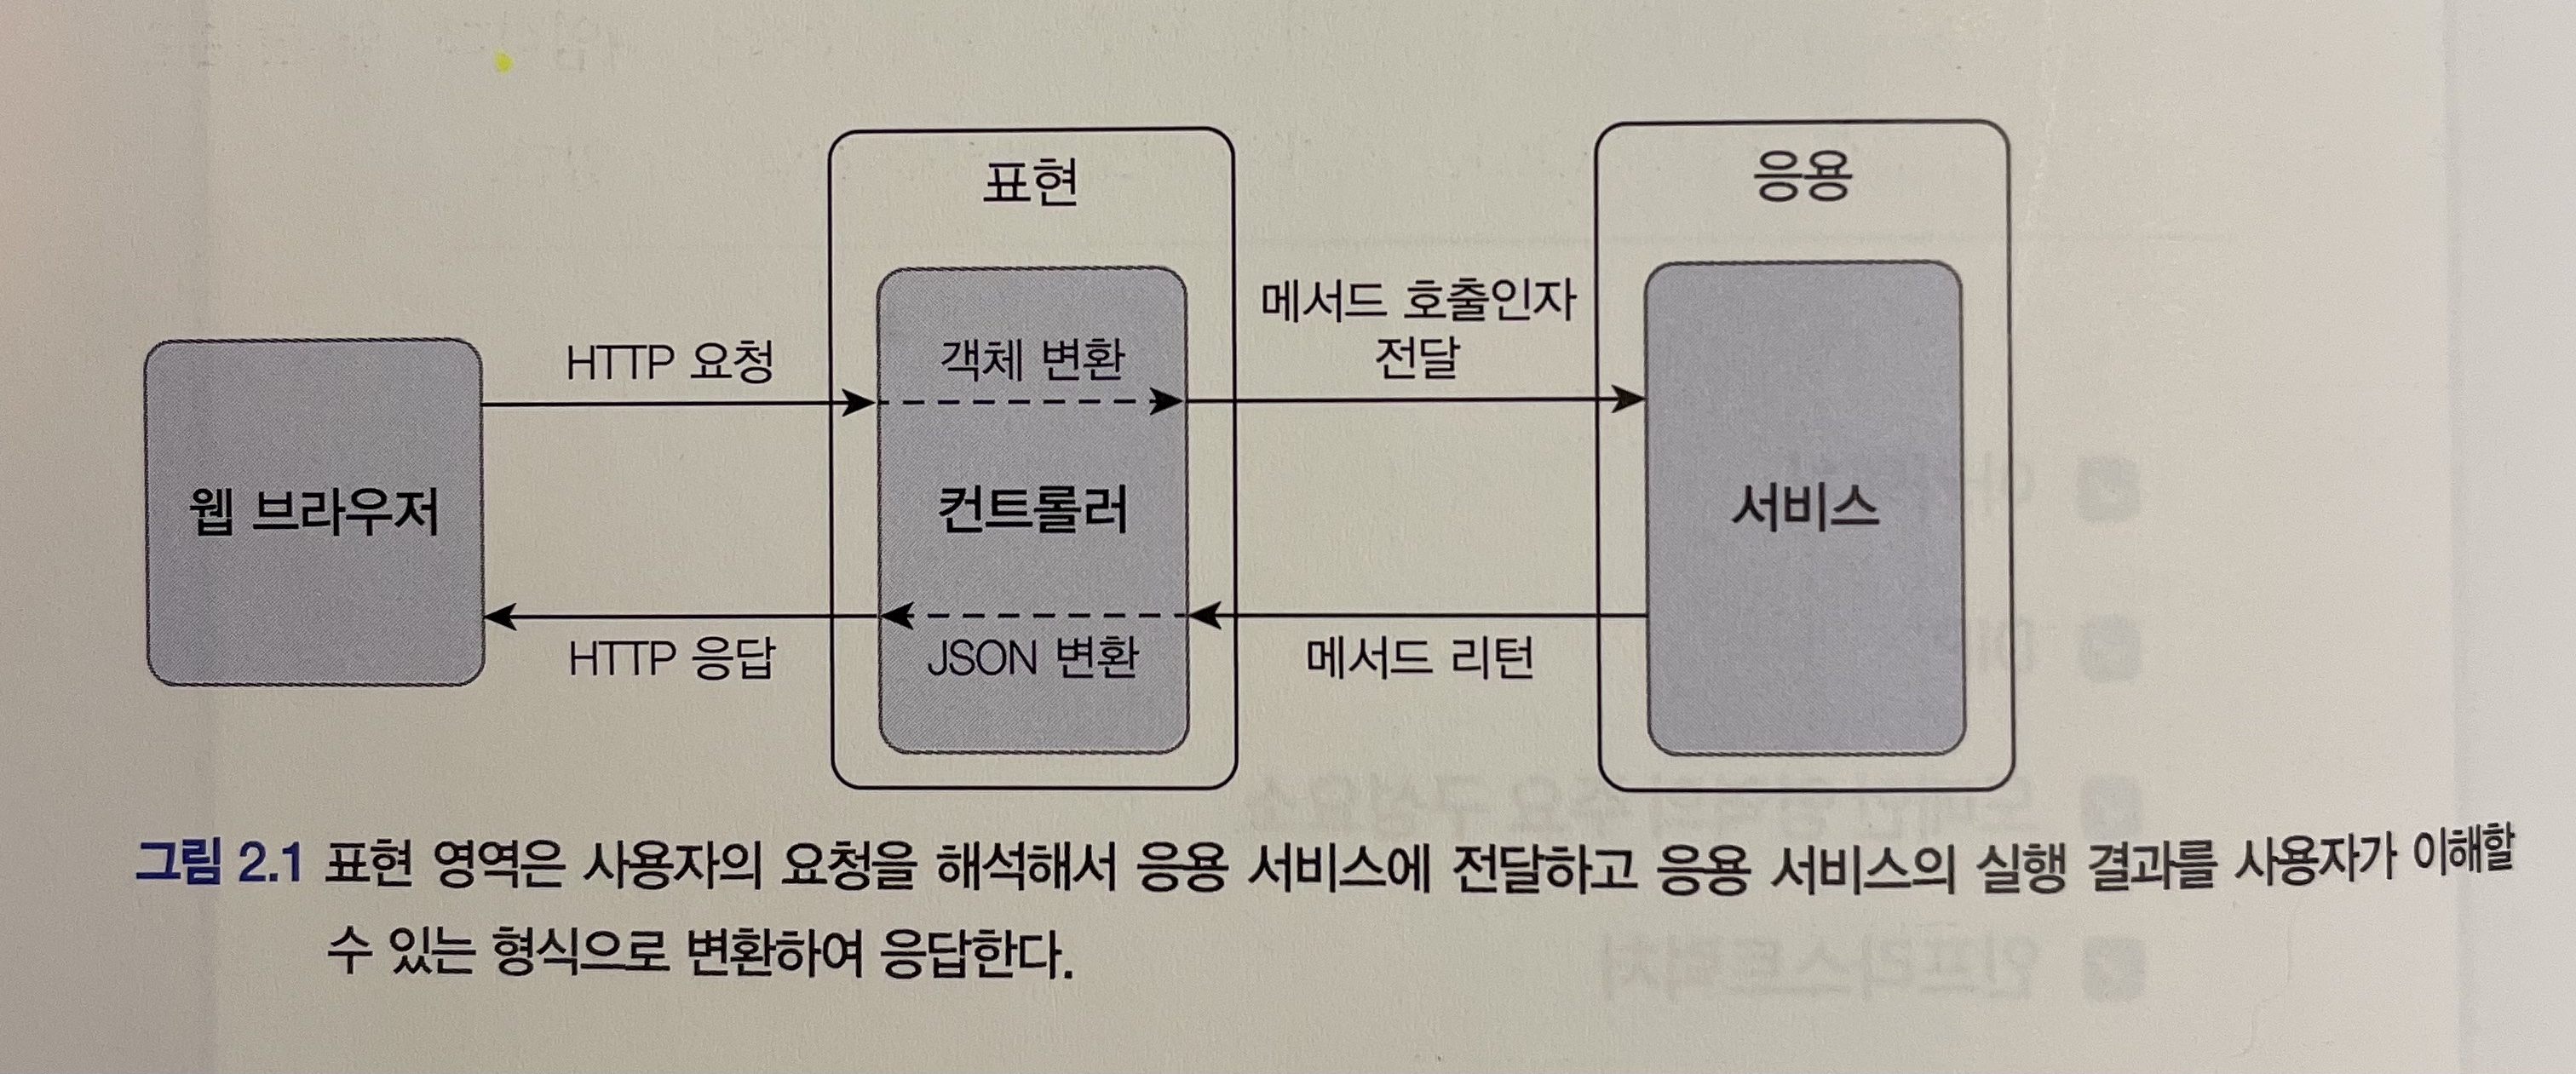 표현
응용
메서드 호출인자
전달
HTTP 요청
객체 변환
웹 브라우저
컨트롤러
서비스
HTTP 응답
JSON 변환
메서드 리턴
그림 2.1 표현 영역은 사용자의 요청을 해석해서 응용 서비스에 전달하고 응용 서비스의 실행 결과를 사용자가 이해할
수 있는 형식으로 변환하여 응답한다.